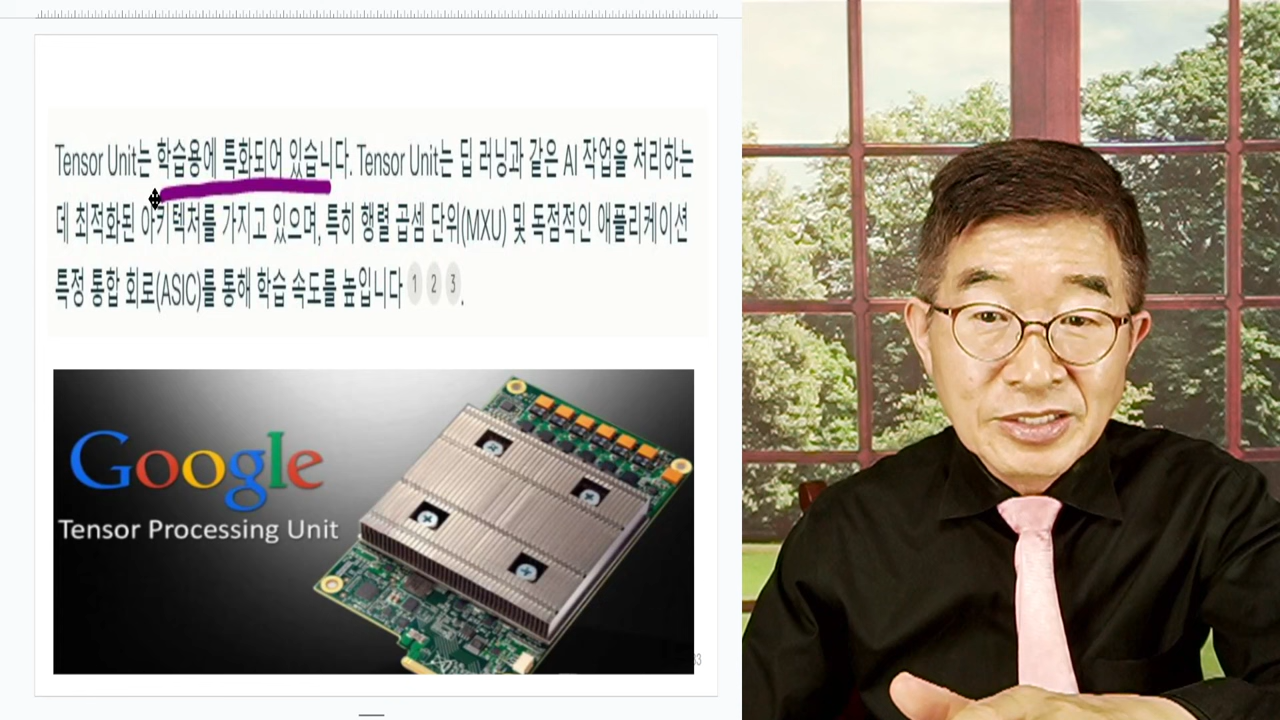 Tensor Unit는 학습용에 특화되어 있습니다. Tensor Unit는 딥 러닝과 같은 AI 작업을 처리하는
데 최적화된 아키텍처를 가지고 있으며, 특히 행렬 곱셈 단위(MXU) 및 독점적인 애플리케이션
특정 통합 회로(ASIC)를 통해 학습 속도를 높입니다 1 2 3 .
Google
Tensor Processing Unit
33